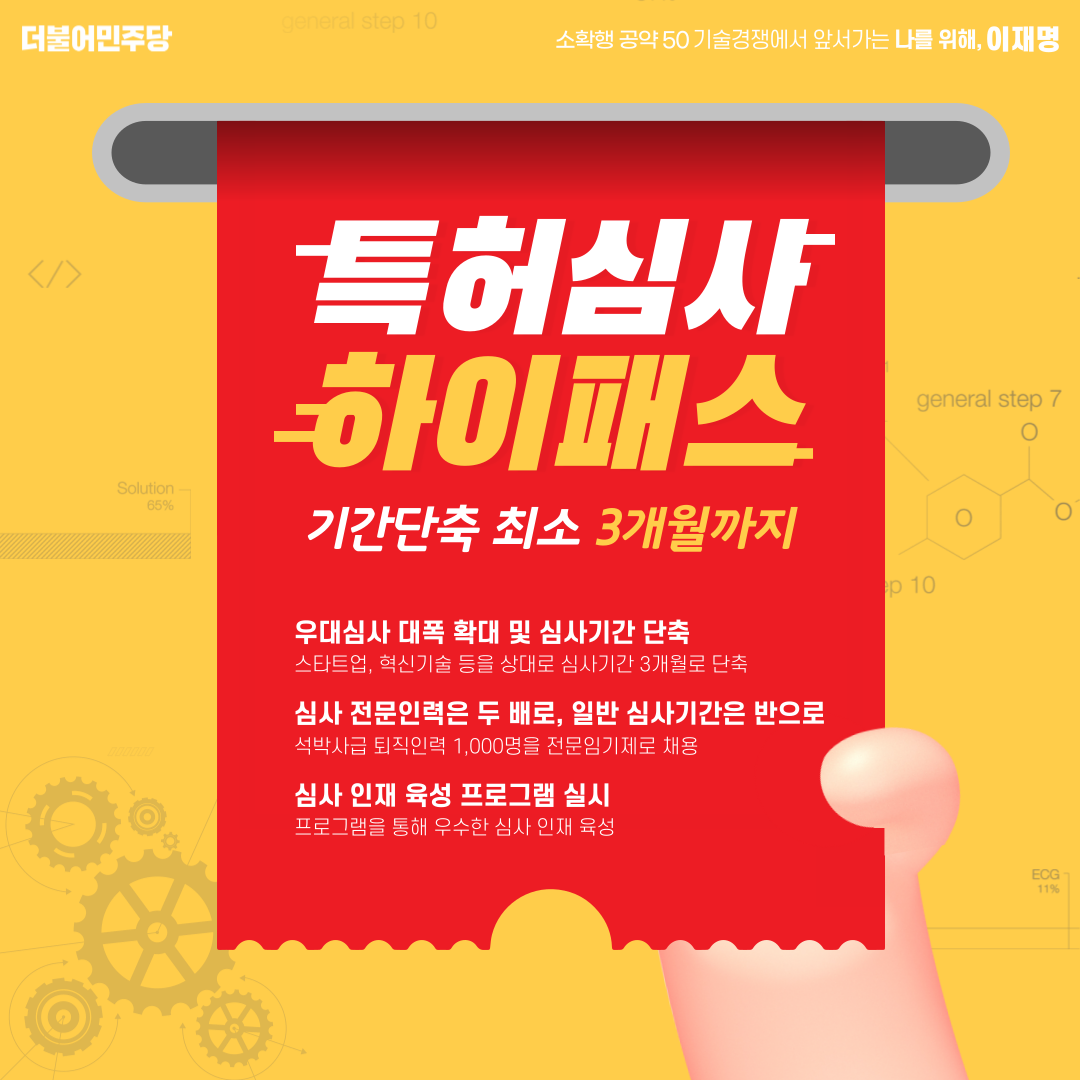 더불어민주당
general step 10
소확행 공약 50 기술경쟁에서 앞서가는 나를 위해, 이재명
특허심사
하이패스
기간단축 최소 3개월까지
우대심사 대폭 확대 및 심사기간 단축
스타트업, 혁신기술 등을 상대로 심사기간 3개월로 단축
심사 전문인력은 두 배로, 일반 심사기간은 반으로
석박사급 퇴직인력 1,000명을 전문임기제로 채용
심사 인재 육성 프로그램 실시
프로그램을 통해 우수한 심사 인재 육성
</>
Solution
65%
general step 7
O
O
O
ep 10
ECG
11%